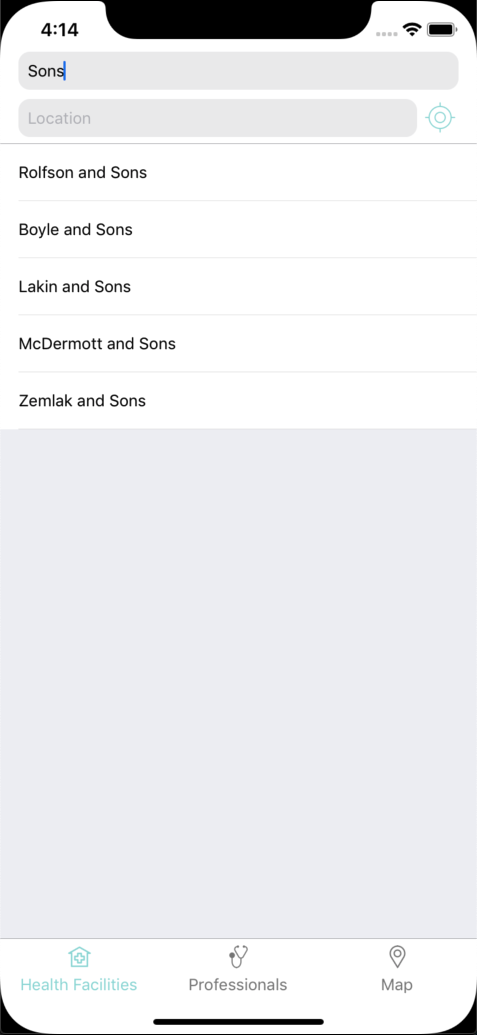 4:14
Sons
Location
Rolfson and Sons
Boyle and Sons
Lakin and Sons
McDermott and Sons
Zemlak and Sons
Health Facilities Professionals Map